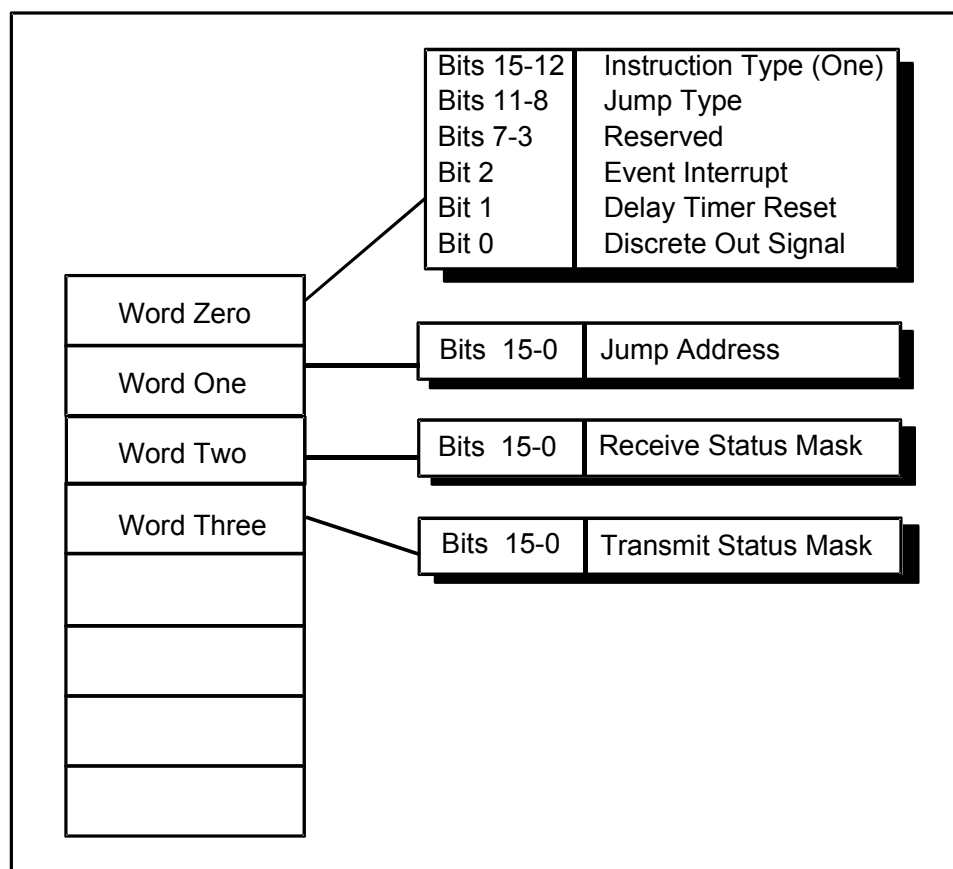 Bits 15-12 Instruction Type (One)
Bits 11-8 Jump Type
Bits 7-3 Reserved
Bit 2 Event Interrupt
Bit 1 Delay Timer Reset
Bit 0 Discrete Out Signal
Word Zero
Bits 15-0 Jump Address
Word One
Bits 15-0 Receive Status Mask
Word Two
Word Three
Bits 15-0 Transmit Status Mask